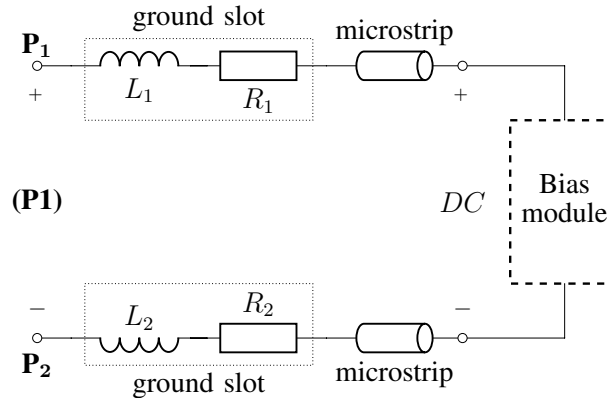 ground slot
microstrip
P₁
L₁
R₁
+
+
(P1)
DC
Bias
module
−
−
L₂
R₂
P₂
ground slot
microstrip